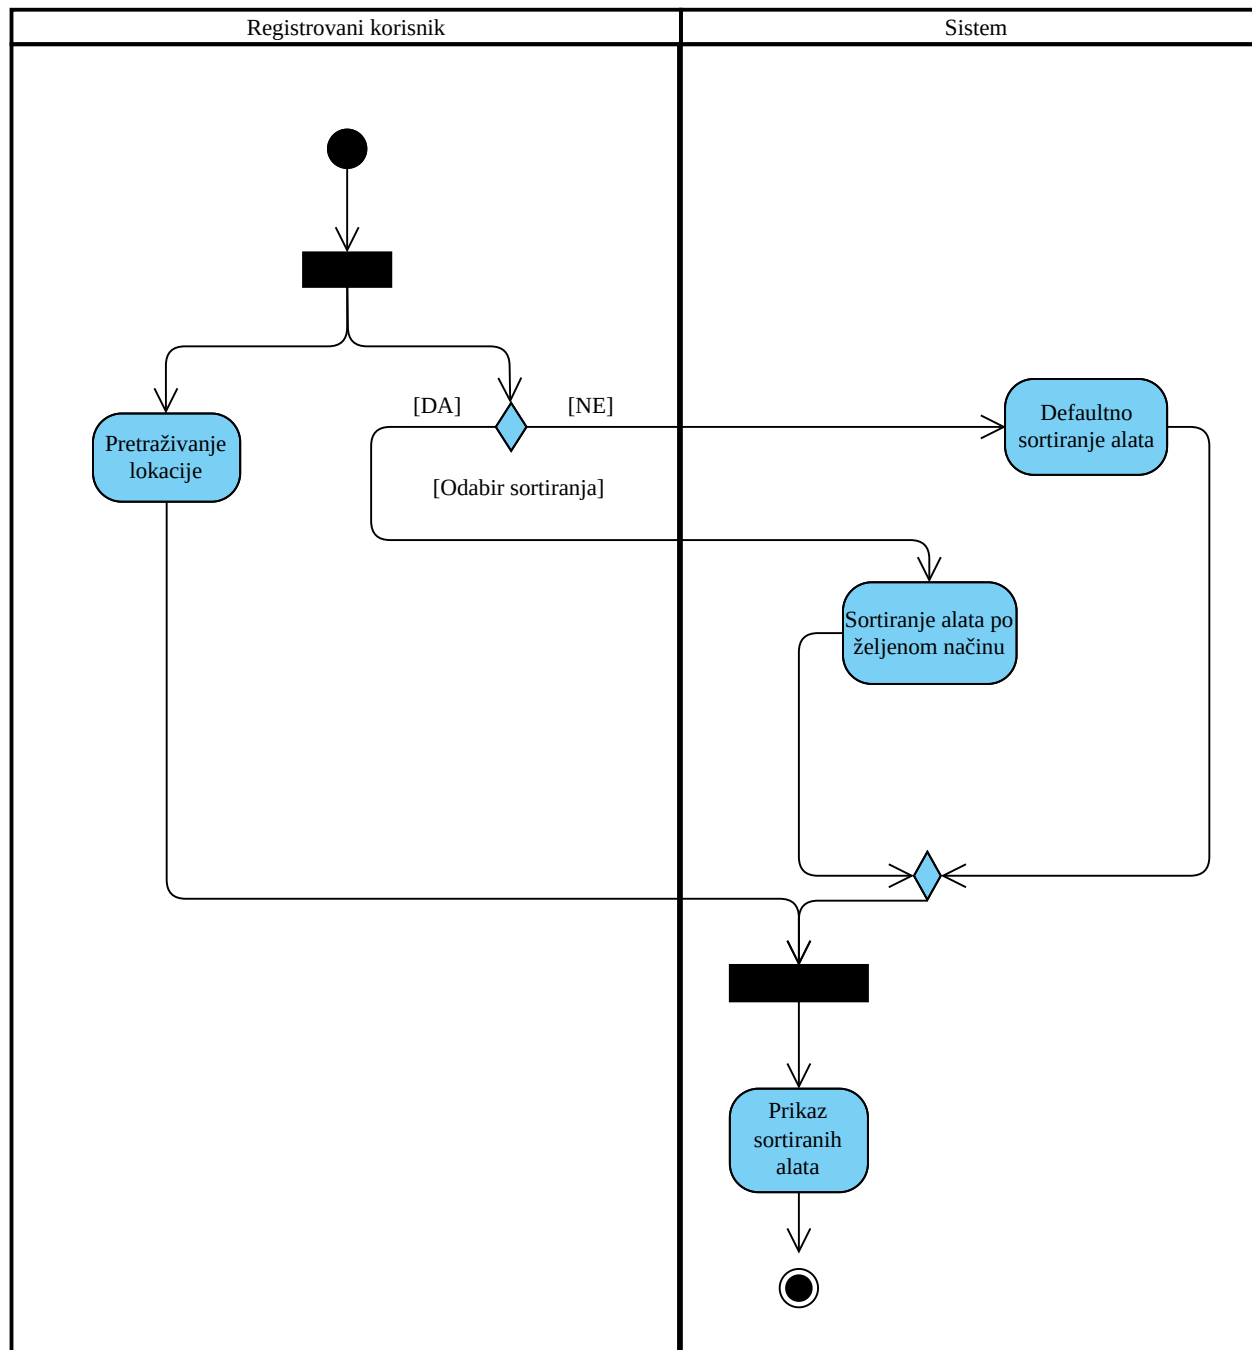 Registrovani korisnik
Sistem
[DA]
[NE]
Defaultno
sortiranje alata
Pretraživanje
lokacije
[Odabir sortiranja]
Sortiranje alata po
željenom načinu
Prikaz
sortiranih
alata